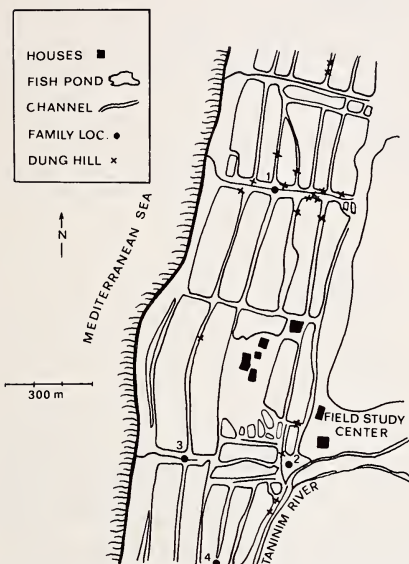 HOUSES
FISH POND
CHANNEL
FAMILY LOC.
DUNG HILL
N
MEDITERRANEAN SEA
300 m
1
FIELD STUDY
CENTER
3
2
TANINIM RIVER
4